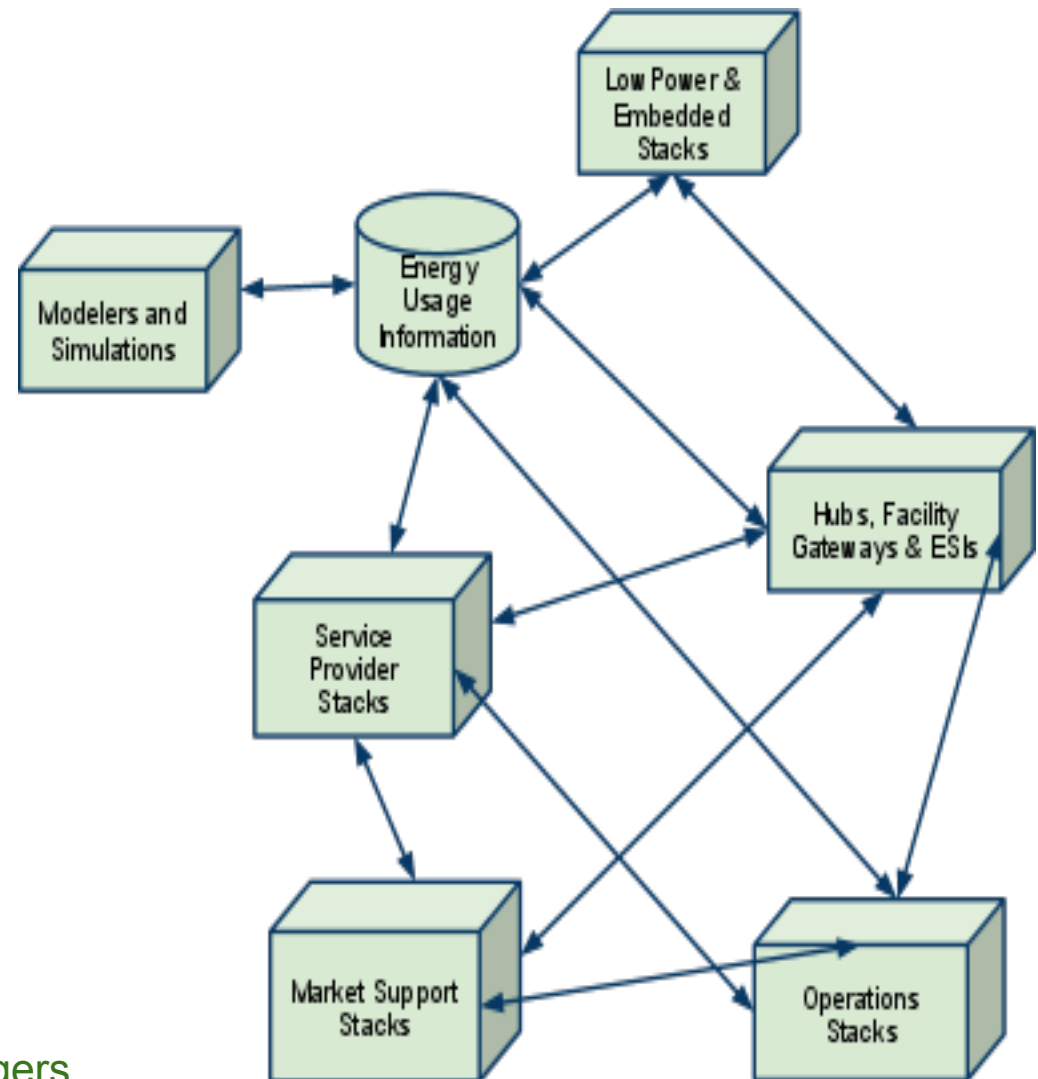 Low Power &
Embedded
Stacks
Energy
Usage
Information
Modelers and
Simulations
Hubs, Facility
Gateways & ESIs
Service
Provider
Stacks
Market Support
Stacks
Operations
Stacks